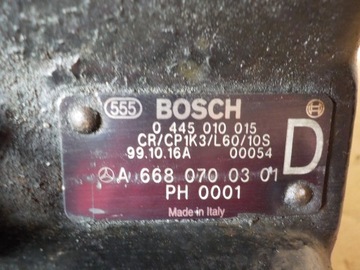 555 BOSCH
0 445 010 015
CR/CP1K3/L60/10S
99.10.16A 00054
D
A 668 070 03 01
PH 0001
Made in Italy